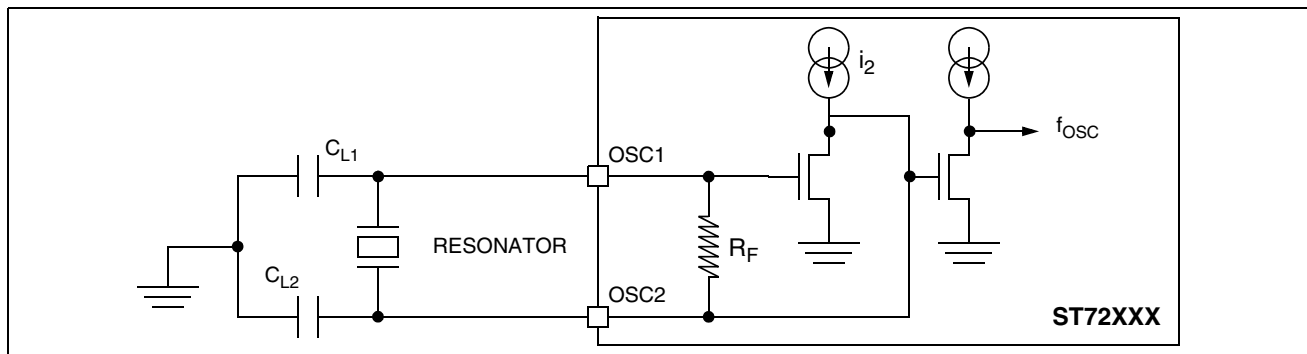 i2
fOSC
CL1
OSC1
RESONATOR
RF
CL2
OSC2
ST72XXX